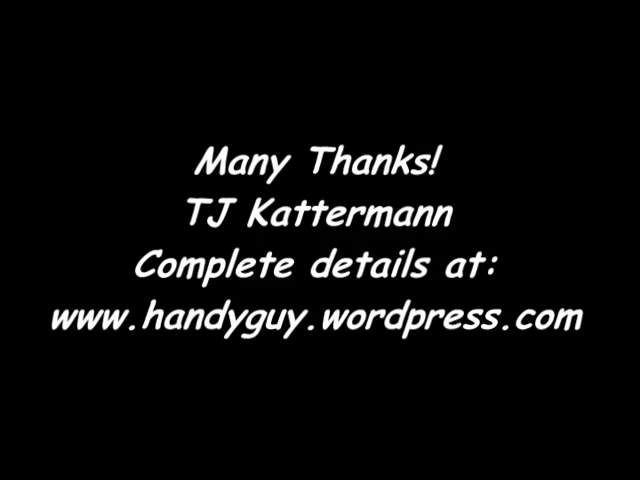 Many Thanks!
TJ Kattermann
Complete details at:
www.handyguy.wordpress.com